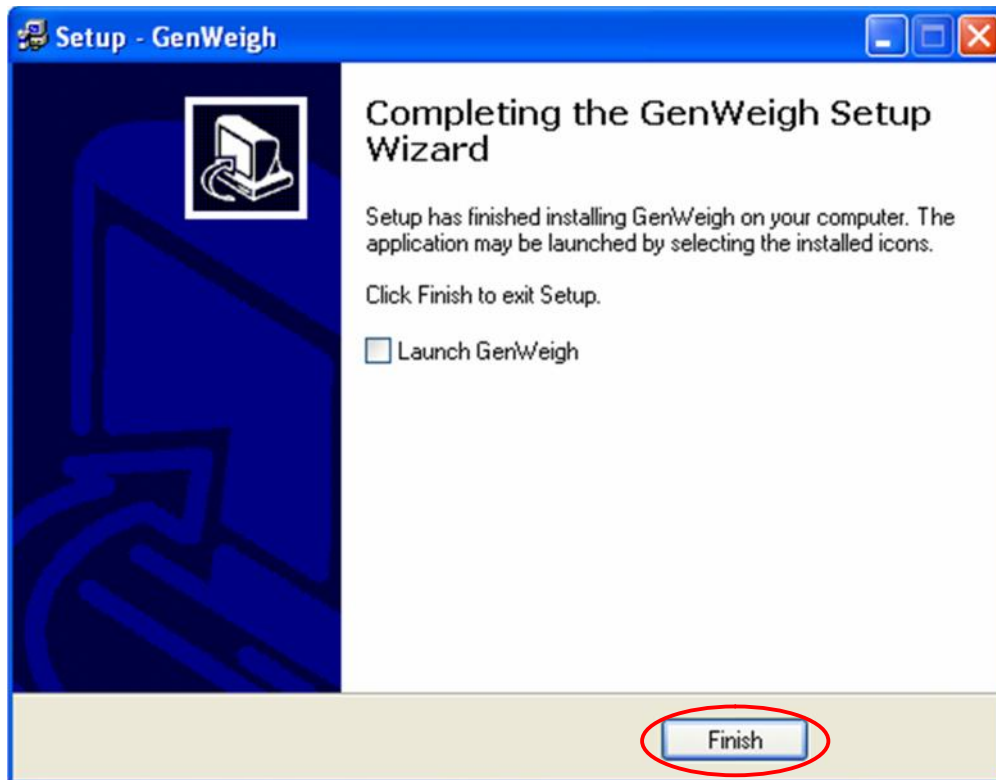 Setup - GenWeigh
Completing the GenWeigh Setup
Wizard
Setup has finished installing GenWeigh on your computer. The
application may be launched by selecting the installed icons.
Click Finish to exit Setup.
Launch GenWeigh
Finish